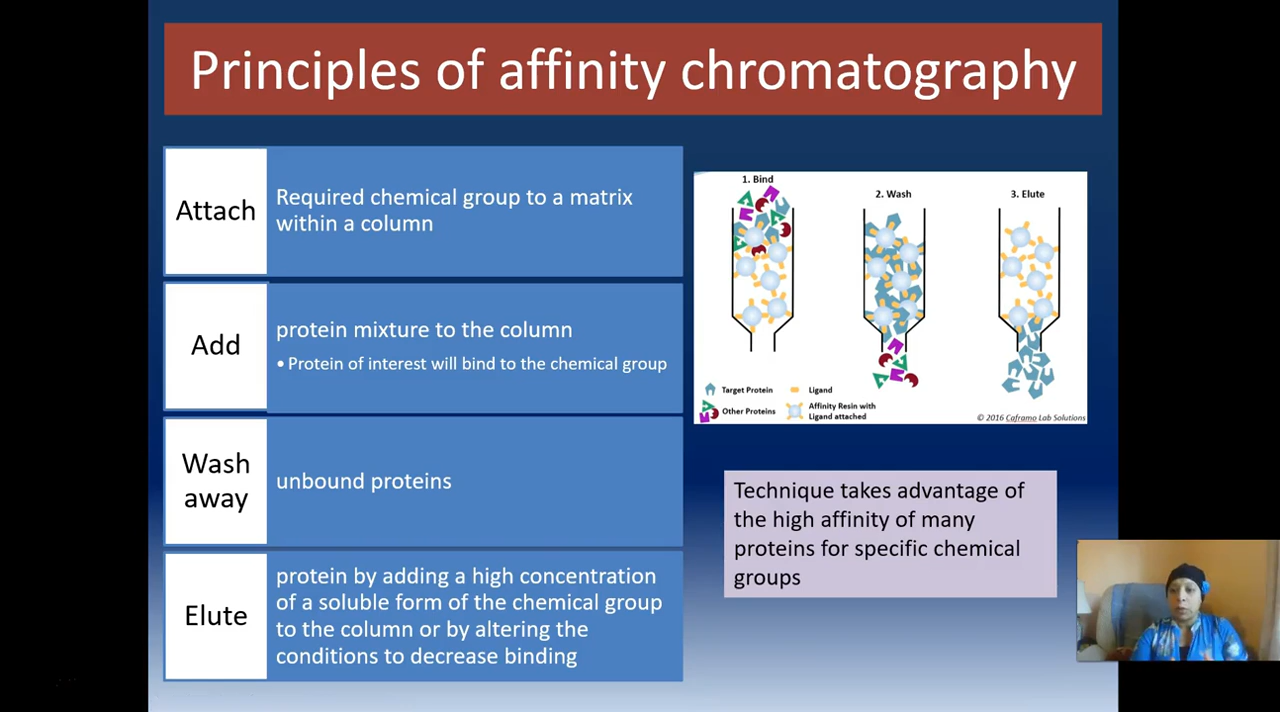 Principles of affinity chromatography
Attach
Required chemical group to a matrix
within a column
Add
protein mixture to the column
• Protein of interest will bind to the chemical group
Wash
away
unbound proteins
Elute
protein by adding a high concentration
of a soluble form of the chemical group
to the column or by altering the
conditions to decrease binding
1. Bind
2. Wash
3. Elute
Target Protein
Ligand
Other Proteins
Affinity Resin with
Ligand attached
© 2016 Caframo Lab Solutions
Technique takes advantage of
the high affinity of many
proteins for specific chemical
groups